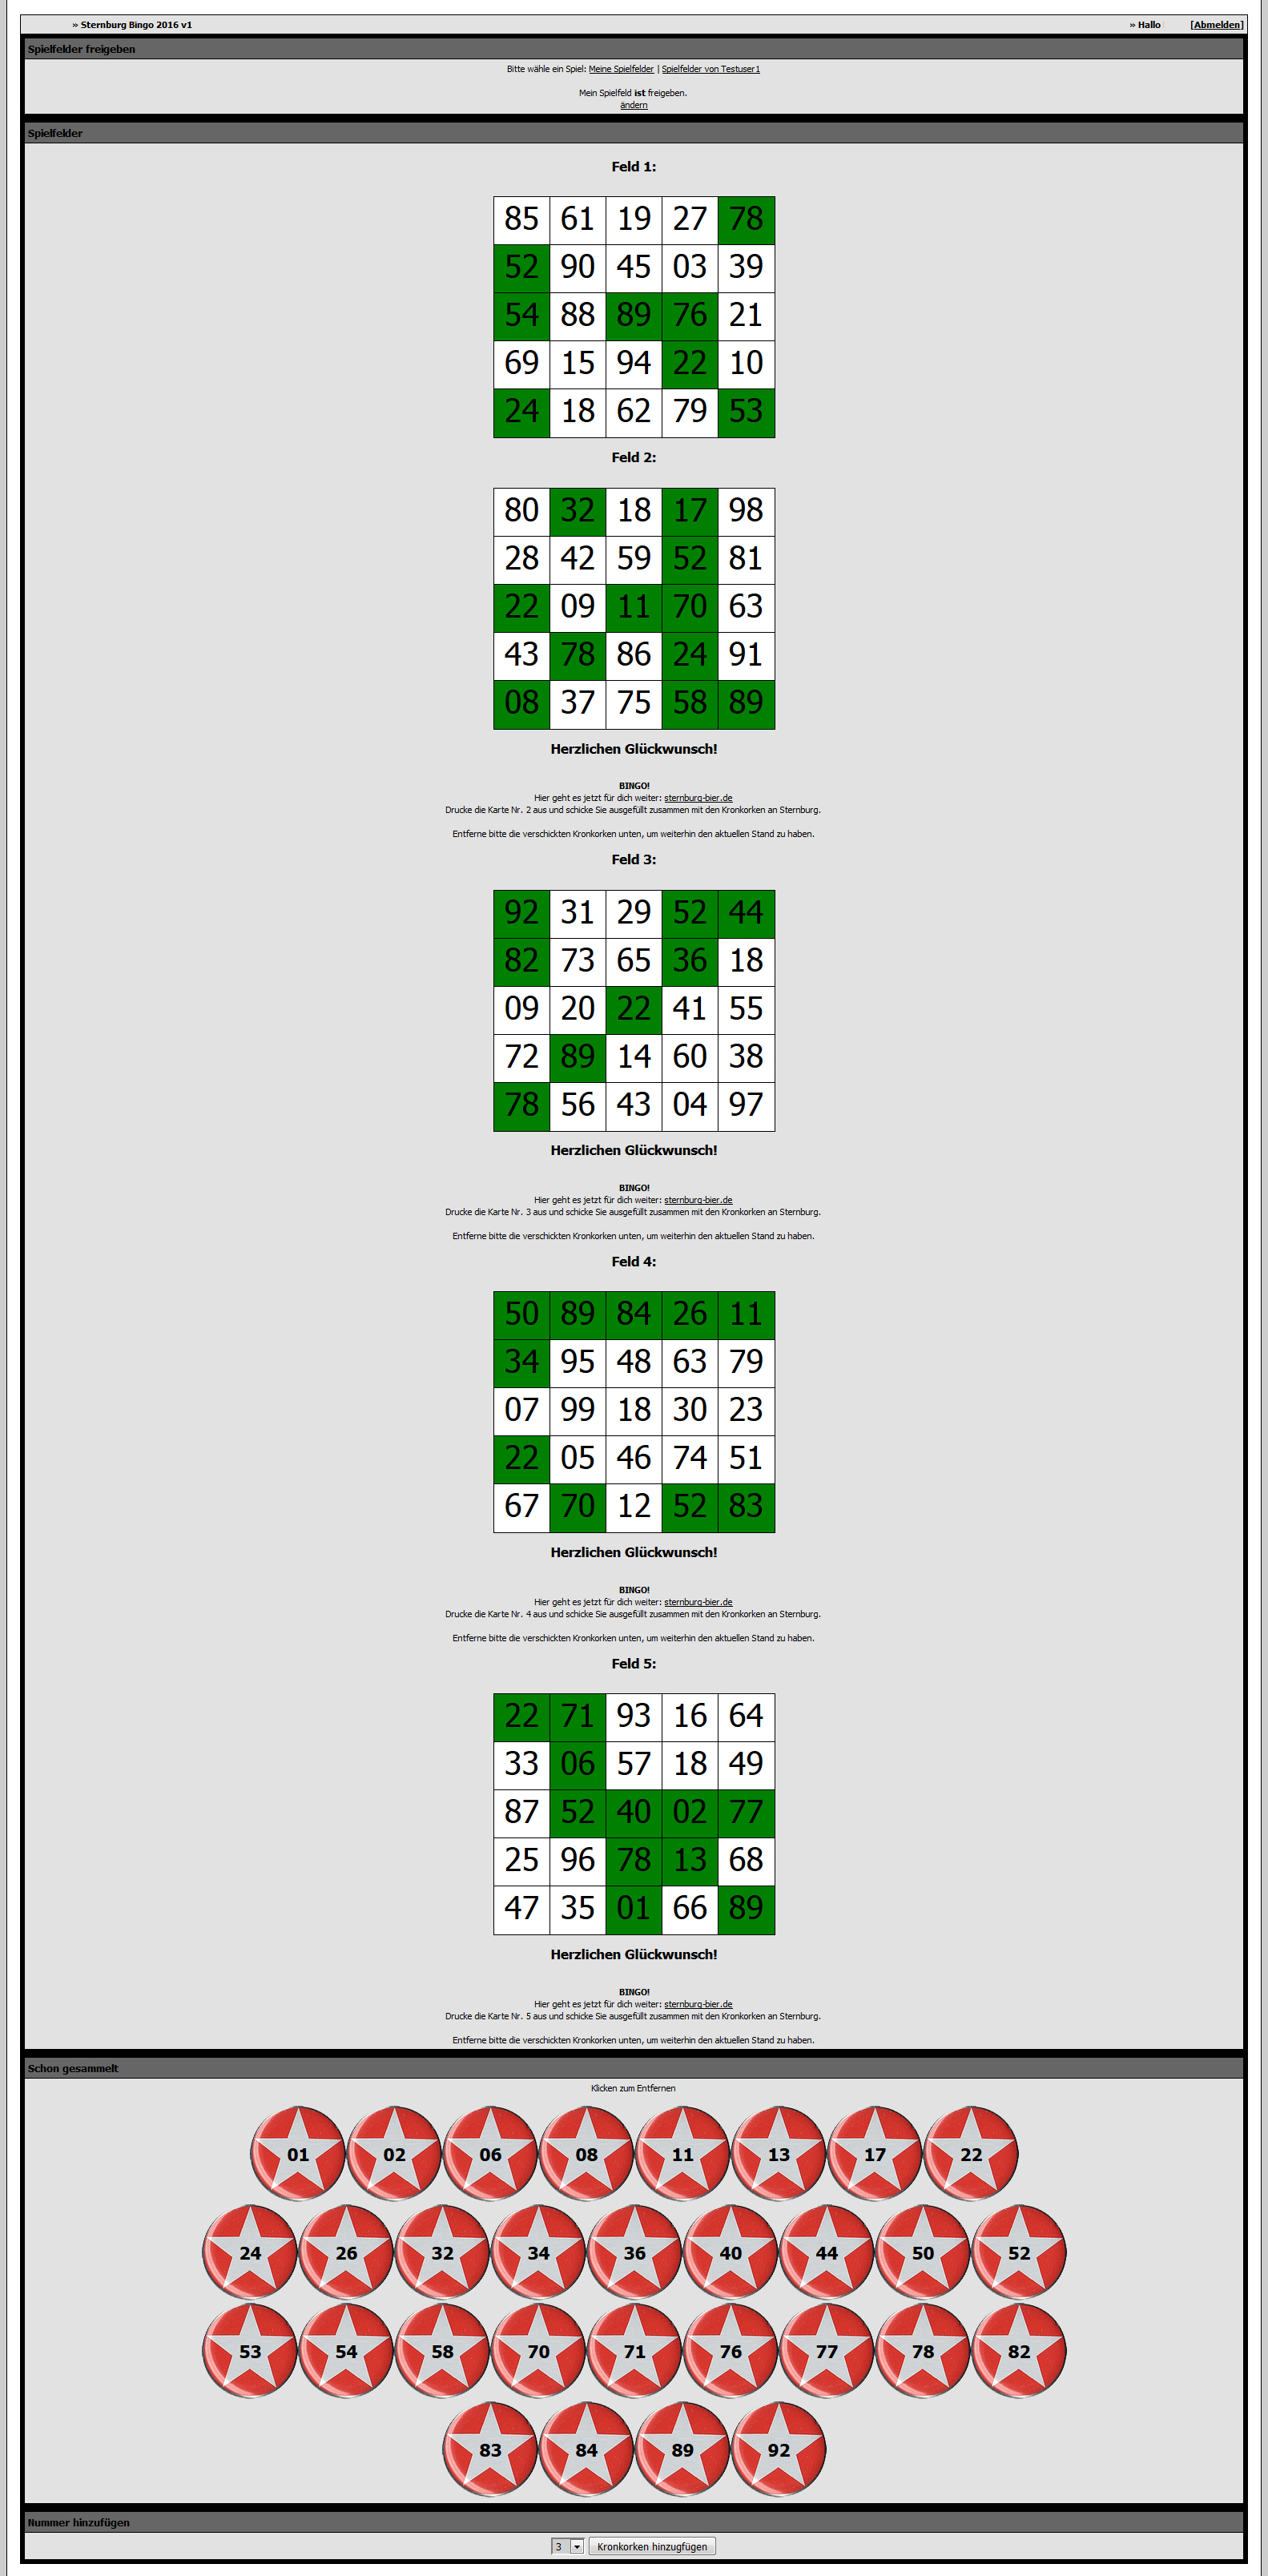 » Sternburg Bingo 2016 v1 » Hallo [Abmelden]
Spielfelder freigeben
Bitte wähle ein Spiel: Meine Spielfelder | Spielfelder von Testuser1
Mein Spielfeld ist freigeben.
ändern
Spielfelder
Feld 1:
85 61 19 27 78
52 90 45 03 39
54 88 89 76 21
69 15 94 22 10
24 18 62 79 53
Feld 2:
80 32 18 17 98
28 42 59 52 81
22 09 11 70 63
43 78 86 24 91
08 37 75 58 89
Herzlichen Glückwunsch!
BINGO!
Hier geht es jetzt für dich weiter: sternburg-bier.de
Drucke die Karte Nr. 2 aus und schicke Sie ausgefüllt zusammen mit den Kronkorken an Sternburg.
Entferne bitte die verschickten Kronkorken unten, um weiterhin den aktuellen Stand zu haben.
Feld 3:
92 31 29 52 44
82 73 65 36 18
09 20 22 41 55
72 89 14 60 38
78 56 43 04 97
Herzlichen Glückwunsch!
BINGO!
Hier geht es jetzt für dich weiter: sternburg-bier.de
Drucke die Karte Nr. 3 aus und schicke Sie ausgefüllt zusammen mit den Kronkorken an Sternburg.
Entferne bitte die verschickten Kronkorken unten, um weiterhin den aktuellen Stand zu haben.
Feld 4:
50 89 84 26 11
34 95 48 63 79
07 99 18 30 23
22 05 46 74 51
67 70 12 52 83
Herzlichen Glückwunsch!
BINGO!
Hier geht es jetzt für dich weiter: sternburg-bier.de
Drucke die Karte Nr. 4 aus und schicke Sie ausgefüllt zusammen mit den Kronkorken an Sternburg.
Entferne bitte die verschickten Kronkorken unten, um weiterhin den aktuellen Stand zu haben.
Feld 5:
22 71 93 16 64
33 06 57 18 49
87 52 40 02 77
25 96 78 13 68
47 35 01 66 89
Herzlichen Glückwunsch!
BINGO!
Hier geht es jetzt für dich weiter: sternburg-bier.de
Drucke die Karte Nr. 5 aus und schicke Sie ausgefüllt zusammen mit den Kronkorken an Sternburg.
Entferne bitte die verschickten Kronkorken unten, um weiterhin den aktuellen Stand zu haben.
Schon gesammelt
Klicken zum Entfernen
01 02 06 08 11 13 17 22
24 26 32 34 36 40 44 50 52
53 54 58 70 71 76 77 78 82
83 84 89 92
Nummer hinzufügen
3 Kronkorken hinzugfügen